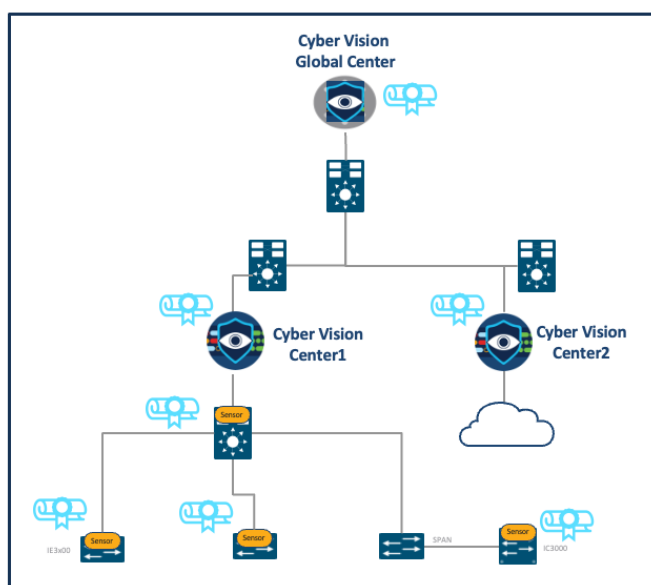 Cyber Vision
Global Center
Cyber Vision
Center1
Cyber Vision
Center2
Sensor
IE3x00
Sensor
Sensor
SPAN
Sensor
IC3000